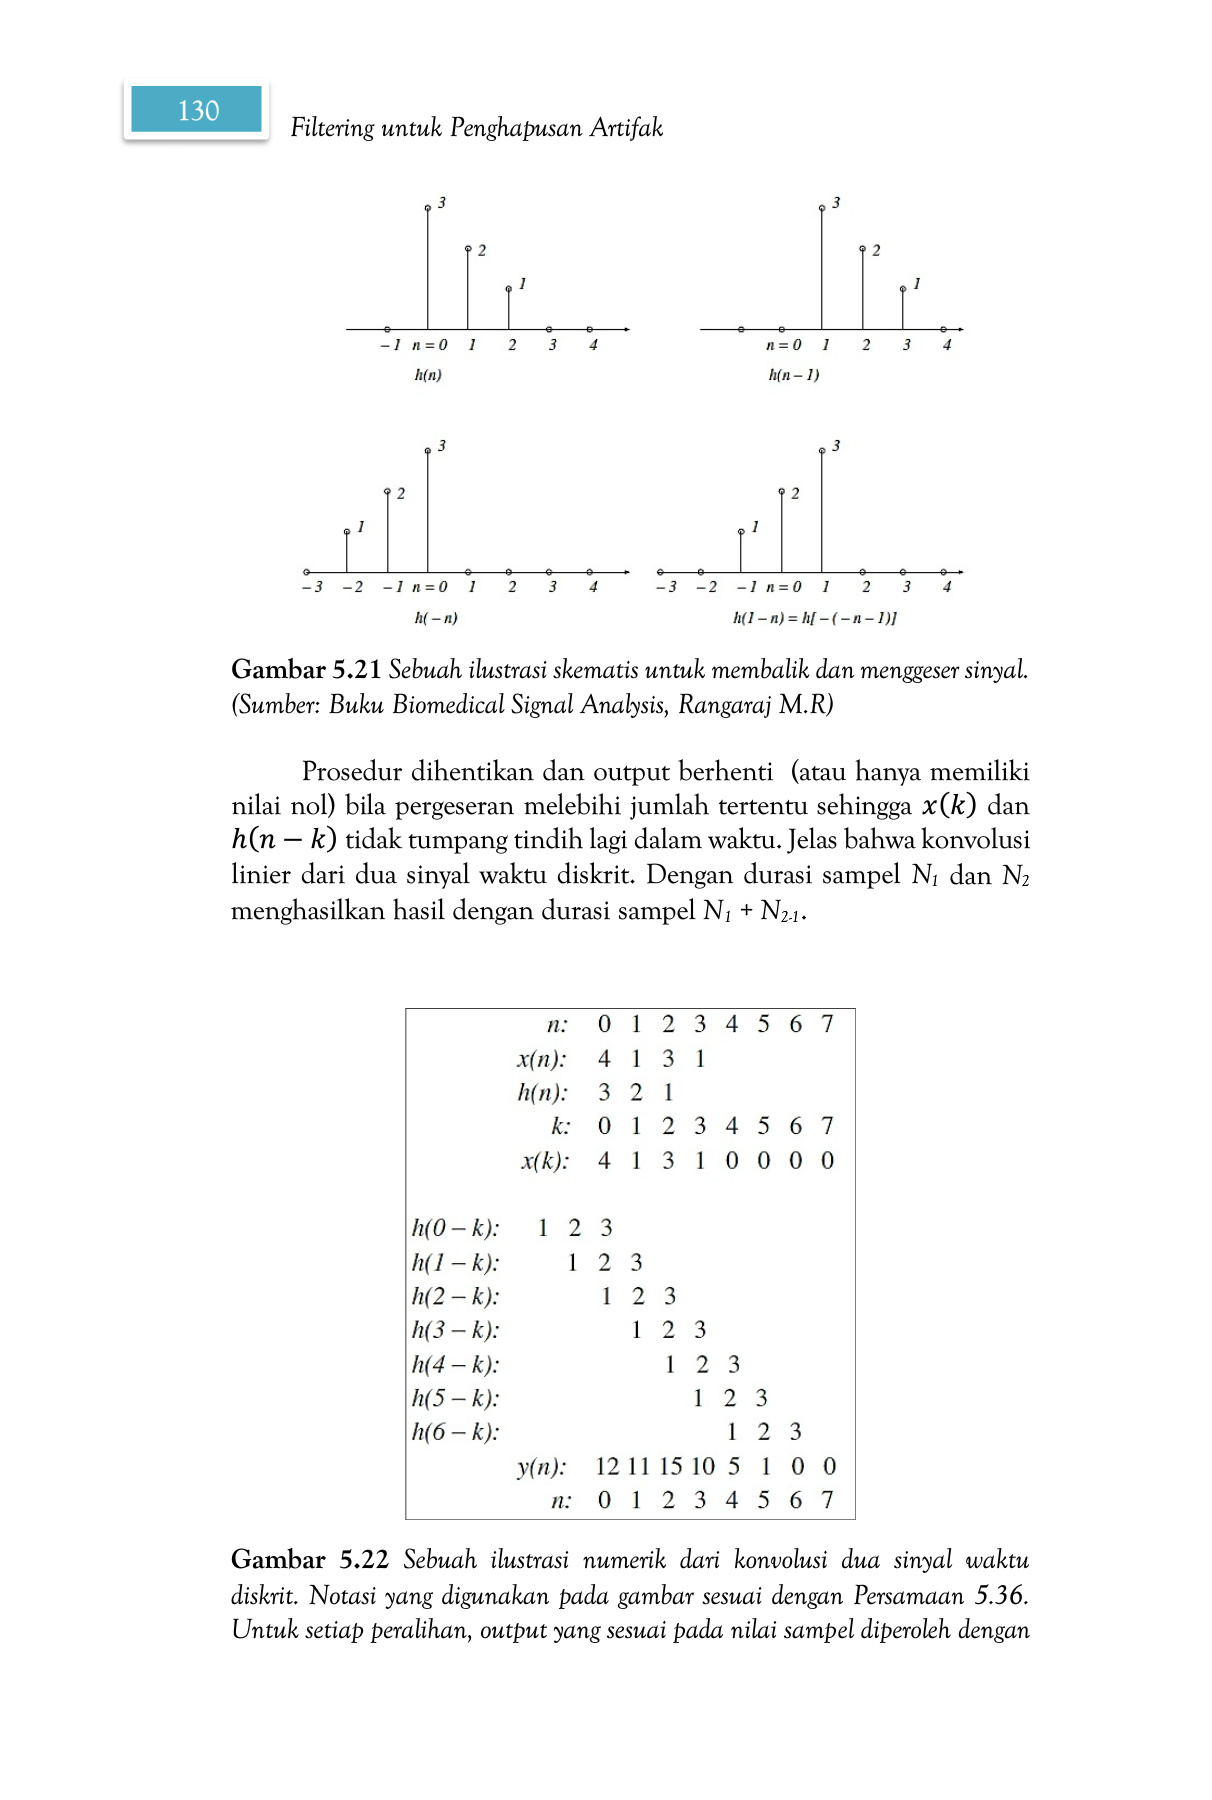 130
Filtering untuk Penghapusan Artifak
3
2
1
-1 n=0 1 2 3 4
h(n)
3
2
1
n=0 1 2 3 4
h(n-1)
3
2
1
-3 -2 -1 n=0 1 2 3 4
h(-n)
3
2
1
-3 -2 -1 n=0 1 2 3 4
h(1-n) = h[-(-n-1)]
Gambar 5.21 Sebuah ilustrasi skematis untuk membalik dan menggeser sinyal.
(Sumber: Buku Biomedical Signal Analysis, Rangaraj M.R)
Prosedur dihentikan dan output berhenti (atau hanya memiliki
nilai nol) bila pergeseran melebihi jumlah tertentu sehingga x(k) dan
h(n − k) tidak tumpang tindih lagi dalam waktu. Jelas bahwa konvolusi
linier dari dua sinyal waktu diskrit. Dengan durasi sampel N1 dan N2
menghasilkan hasil dengan durasi sampel N1 + N2-1.
n: 0 1 2 3 4 5 6 7
x(n): 4 1 3 1
h(n): 3 2 1
k: 0 1 2 3 4 5 6 7
x(k): 4 1 3 1 0 0 0 0
h(0 – k): 1 2 3
h(1 – k): 1 2 3
h(2 – k): 1 2 3
h(3 – k): 1 2 3
h(4 – k): 1 2 3
h(5 – k): 1 2 3
h(6 – k): 1 2 3
y(n): 12 11 15 10 5 1 0 0
n: 0 1 2 3 4 5 6 7
Gambar 5.22 Sebuah ilustrasi numerik dari konvolusi dua sinyal waktu
diskrit. Notasi yang digunakan pada gambar sesuai dengan Persamaan 5.36.
Untuk setiap peralihan, output yang sesuai pada nilai sampel diperoleh dengan